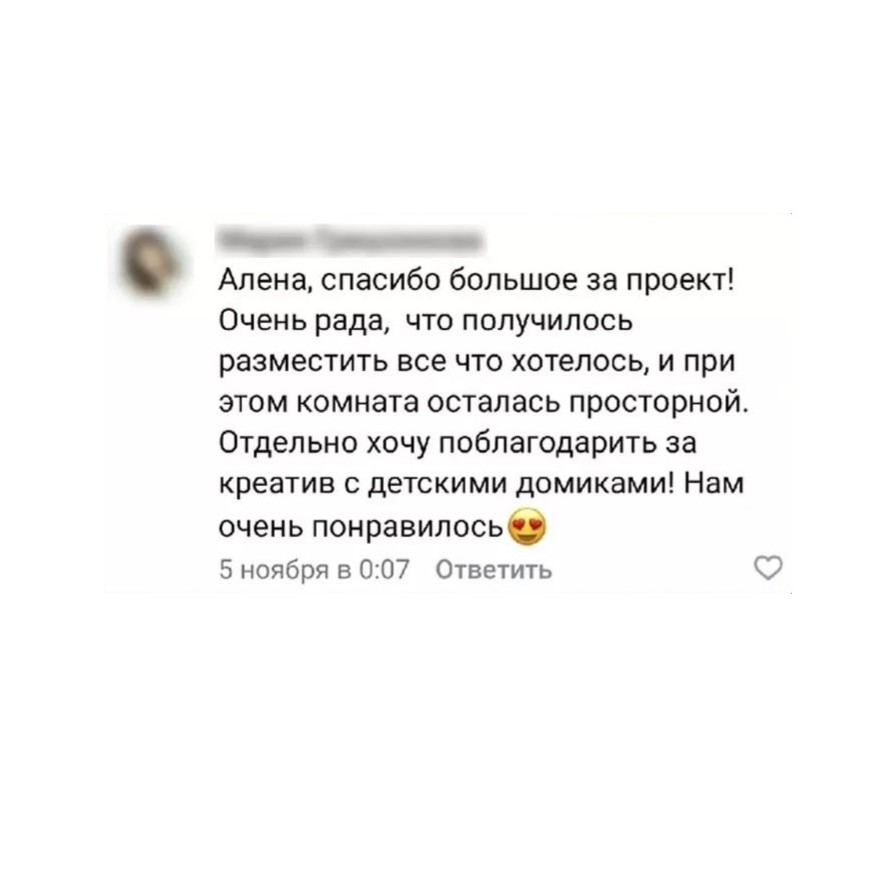 Алена, спасибо большое за проект!
Очень рада, что получилось
разместить все что хотелось, и при
этом комната осталась просторной.
Отдельно хочу поблагодарить за
креатив с детскими домиками! Нам
очень понравилось😍
5 ноября в 0:07 Ответить